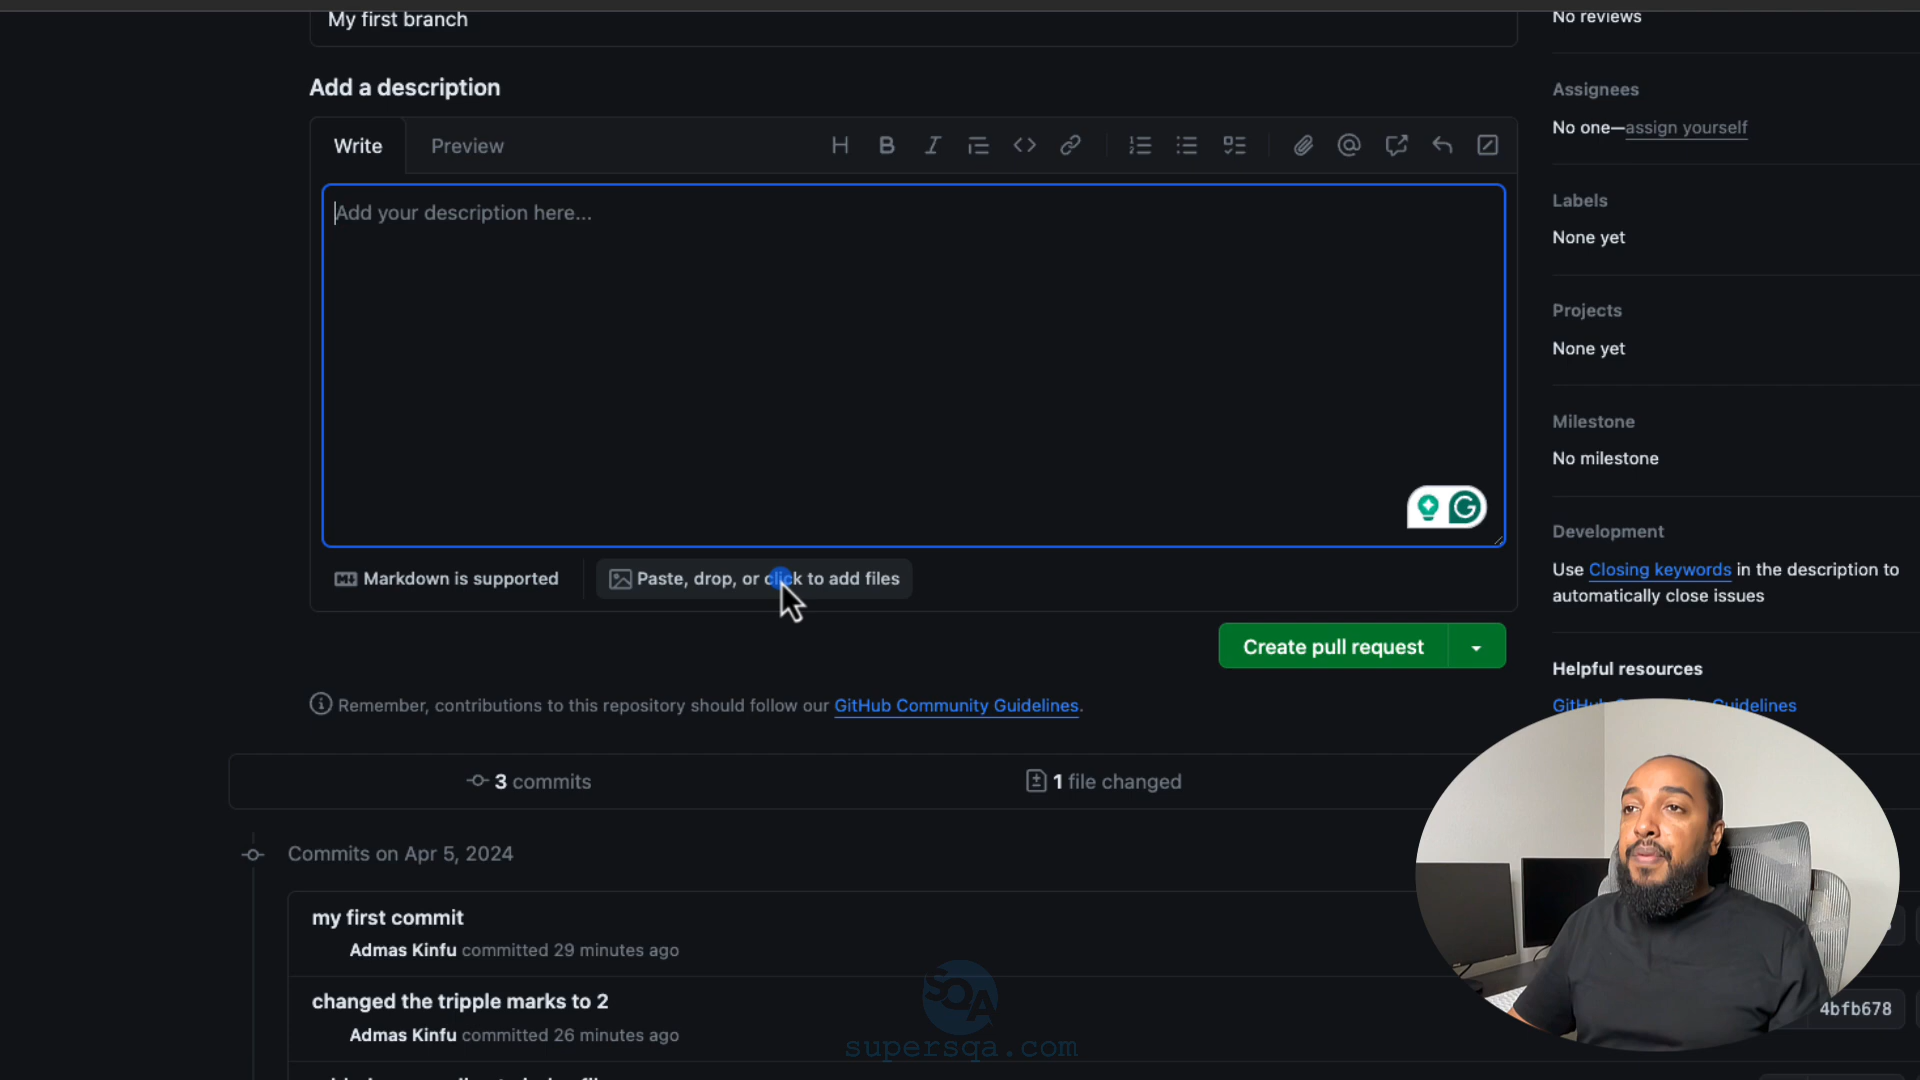 My first branch
No reviews
Add a description
Assignees
No one—assign yourself
Write
Preview
Add your description here...
Labels
None yet
Projects
None yet
Milestone
No milestone
Development
Use Closing keywords in the description to
automatically close issues
Markdown is supported
Paste, drop, or click to add files
Create pull request
Helpful resources
Remember, contributions to this repository should follow our GitHub Community Guidelines.
3 commits
1 file changed
Commits on Apr 5, 2024
my first commit
Admas Kinfu committed 29 minutes ago
changed the tripple marks to 2
Admas Kinfu committed 26 minutes ago
4bfb678
SQA
supersqa.com